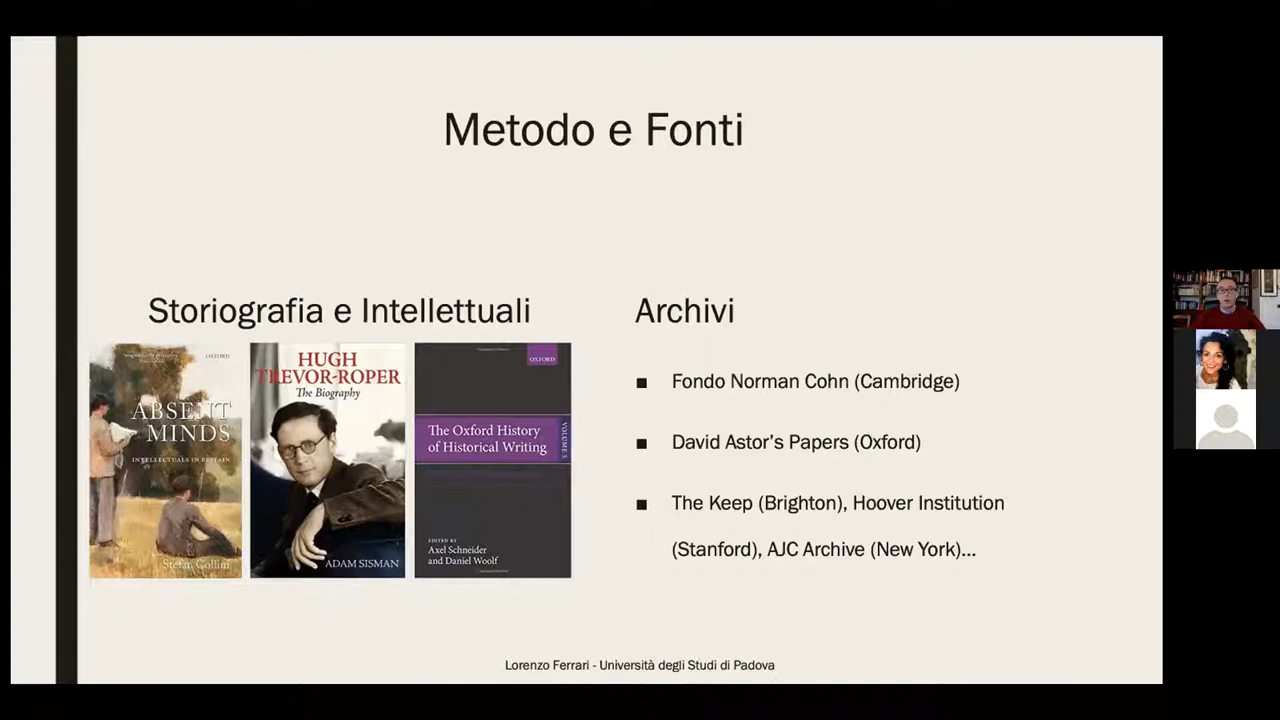 Metodo e Fonti
Storiografia e Intellettuali
OXFORD
ABSENT
MINDS
INTELLECTUALS IN BRITAIN
Stefan Collini
HUGH
TREVOR-ROPER
The Biography
ADAM SISMAN
OXFORD
The Oxford History
of Historical Writing
VOLUME 5
EDITED BY
Axel Schneider
and Daniel Woolf
Archivi
■ Fondo Norman Cohn (Cambridge)
■ David Astor’s Papers (Oxford)
■ The Keep (Brighton), Hoover Institution
(Stanford), AJC Archive (New York)...
Lorenzo Ferrari - Università degli Studi di Padova